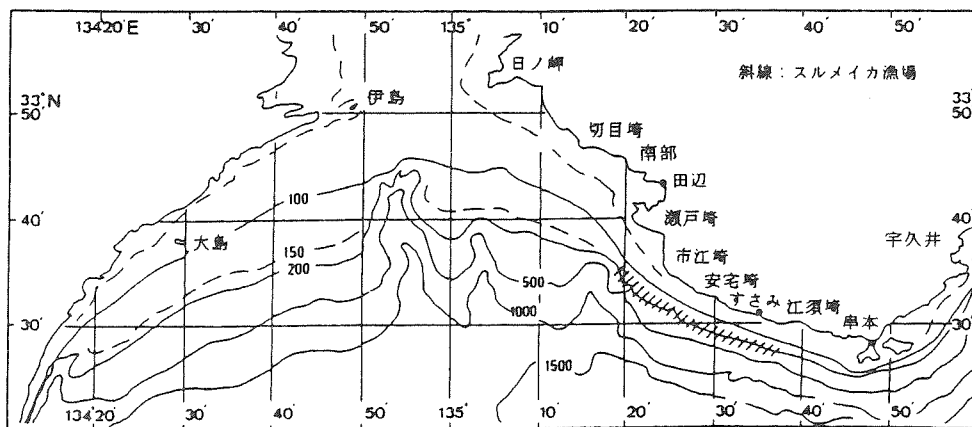 134°20′E 30′ 40′ 50′ 135° 10′ 20′ 30′ 40′ 50′
日ノ岬
斜線:スルメイカ漁場
33°N 50′
伊島
33° 50′
切目埼
南部
田辺
100
40′
大島
瀬戸埼
宇久井
40′
150
200
市江埼
500
安宅埼
すさみ
江須埼
1000
串本
30′
30′
1500
134°20′ 30′ 40′ 50′ 135° 10′ 20′ 30′ 40′ 50′